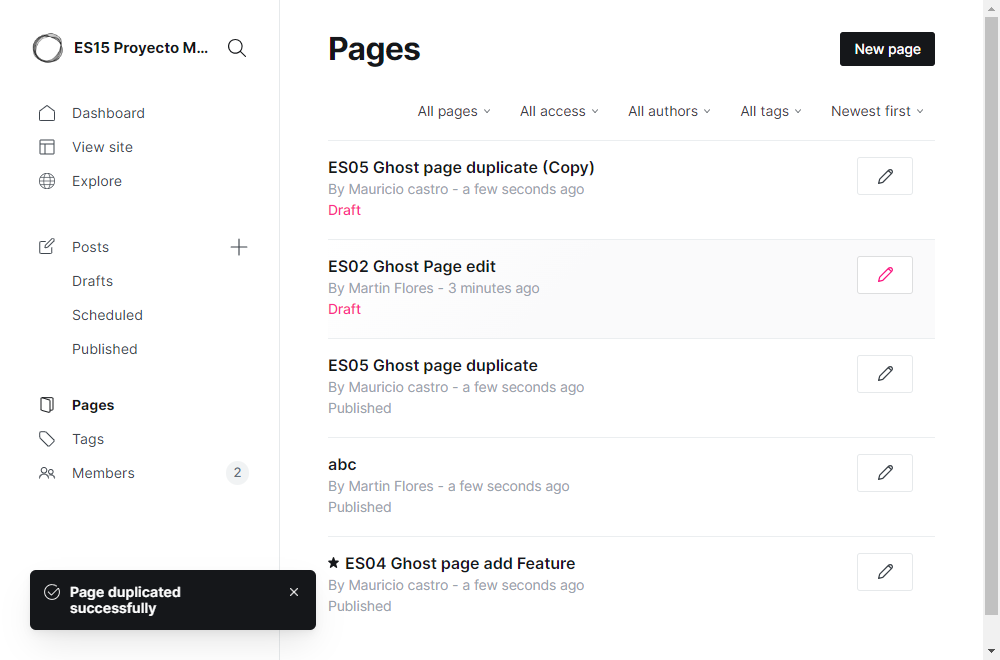 ES15 Proyecto M...
Dashboard
View site
Explore
Posts
Drafts
Scheduled
Published
Pages
Tags
Members
2
Pages
New page
All pages
All access
All authors
All tags
Newest first
ES05 Ghost page duplicate (Copy)
By Mauricio castro - a few seconds ago
Draft
ES02 Ghost Page edit
By Martin Flores - 3 minutes ago
Draft
ES05 Ghost page duplicate
By Mauricio castro - a few seconds ago
Published
abc
By Martin Flores - a few seconds ago
Published
ES04 Ghost page add Feature
By Mauricio castro - a few seconds ago
Published
Page duplicated
successfully